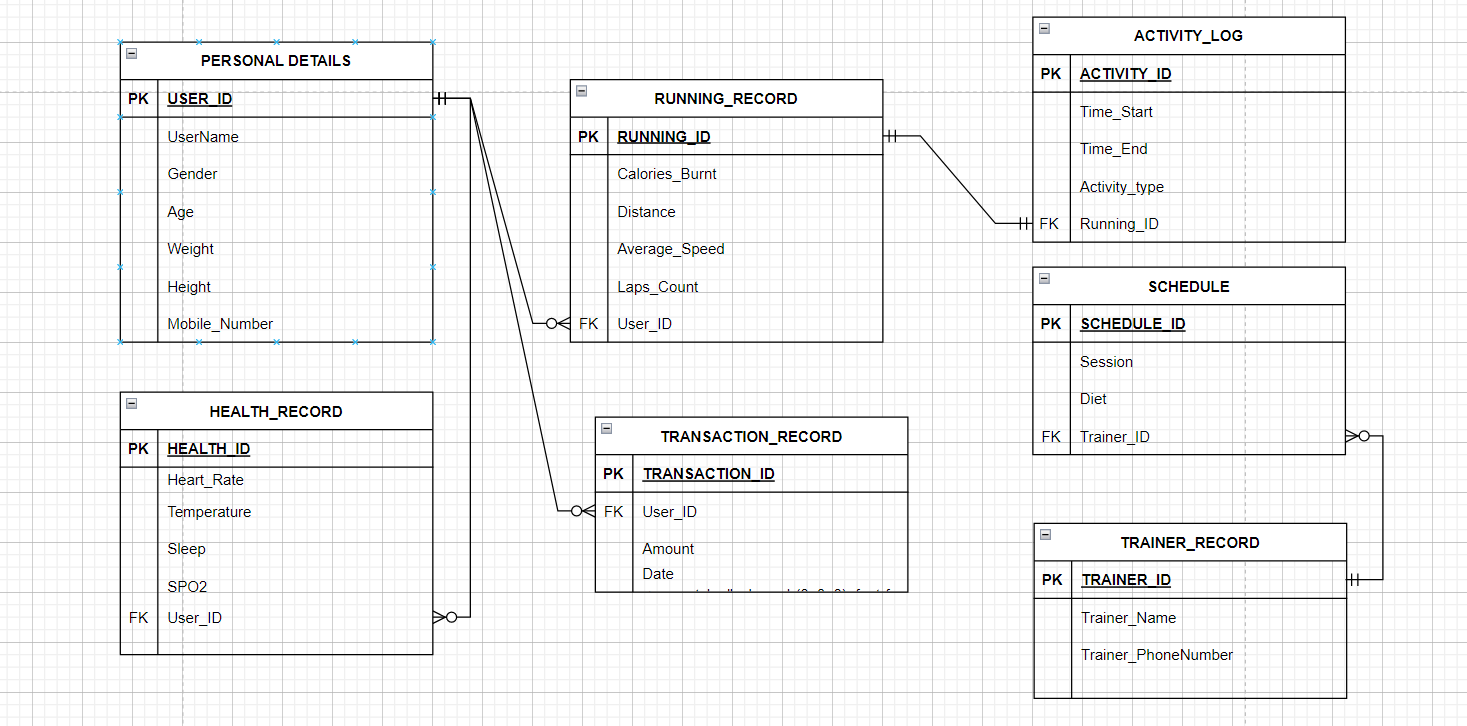 PERSONAL DETAILS
PK USER_ID
UserName
Gender
Age
Weight
Height
Mobile_Number
HEALTH_RECORD
PK HEALTH_ID
Heart_Rate
Temperature
Sleep
SPO2
FK User_ID
RUNNING_RECORD
PK RUNNING_ID
Calories_Burnt
Distance
Average_Speed
Laps_Count
FK User_ID
TRANSACTION_RECORD
PK TRANSACTION_ID
FK User_ID
Amount
Date
ACTIVITY_LOG
PK ACTIVITY_ID
Time_Start
Time_End
Activity_type
FK Running_ID
SCHEDULE
PK SCHEDULE_ID
Session
Diet
FK Trainer_ID
TRAINER_RECORD
PK TRAINER_ID
Trainer_Name
Trainer_PhoneNumber